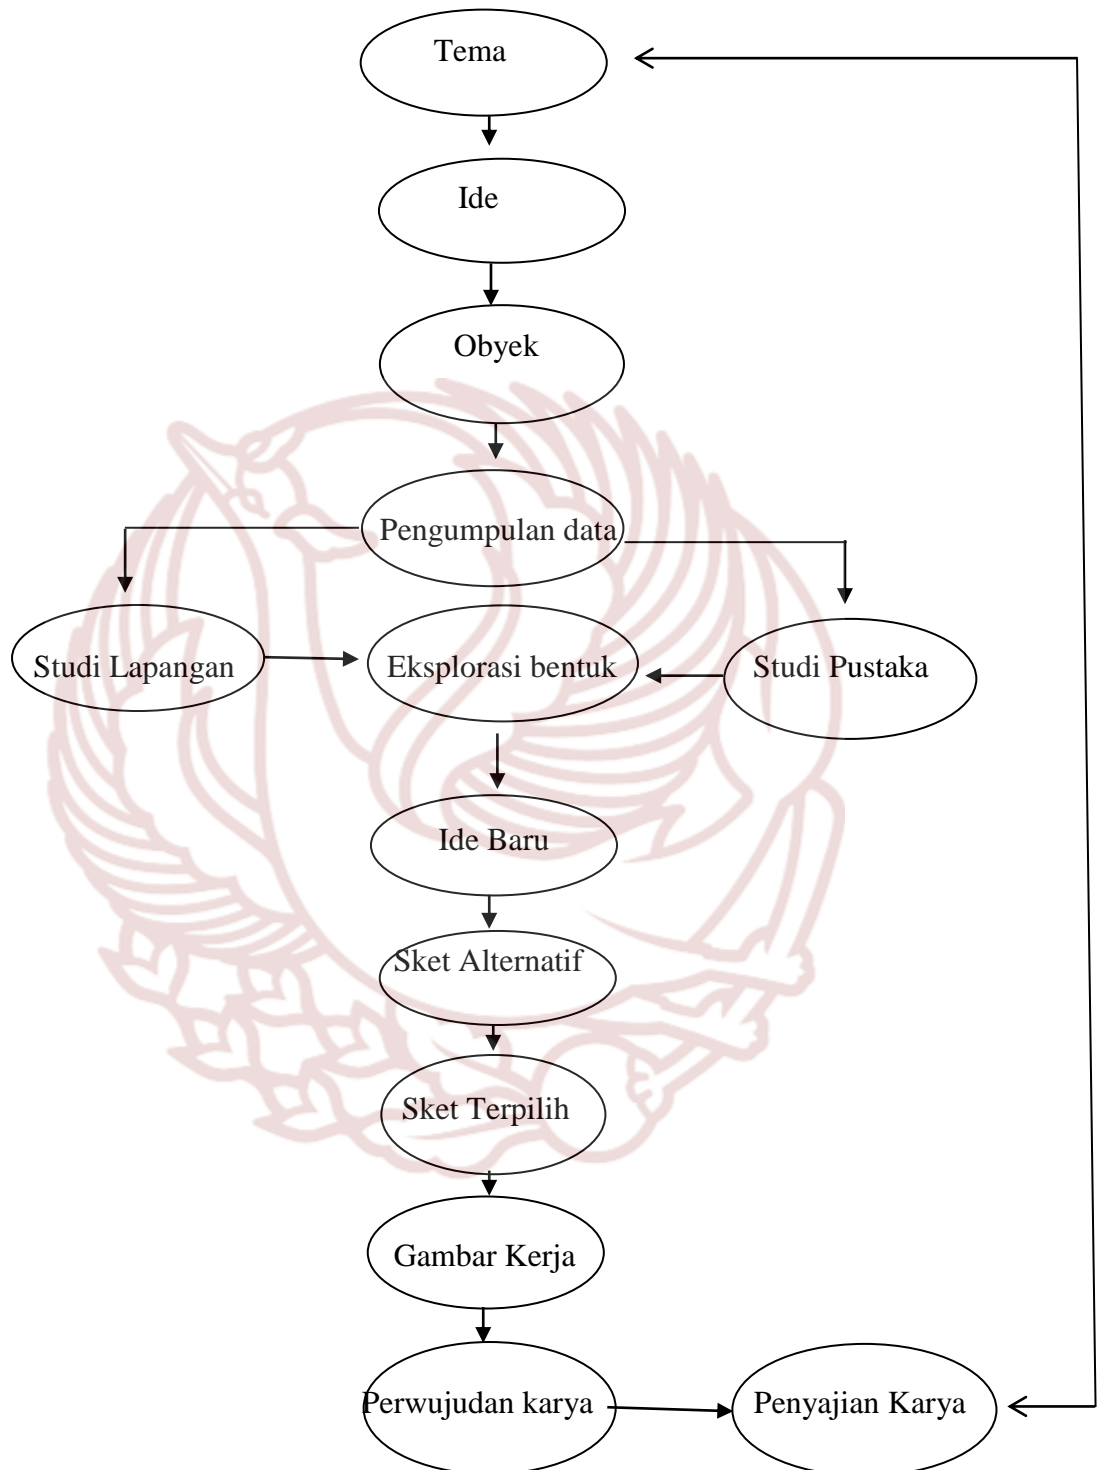 Tema
Ide
Obyek
Pengumpulan data
Studi Lapangan
Eksplorasi bentuk
Studi Pustaka
Ide Baru
Sket Alternatif
Sket Terpilih
Gambar Kerja
Perwujudan karya
Penyajian Karya